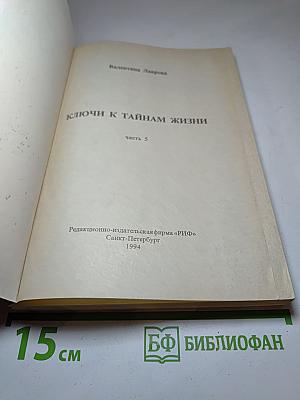 Валентина Лаврова
КЛЮЧИ К ТАЙНАМ ЖИЗНИ
часть 5
Редакционно-издательская фирма «РИФ»
Санкт-Петербург
1994
15 см
БФ БИБЛИОФАН